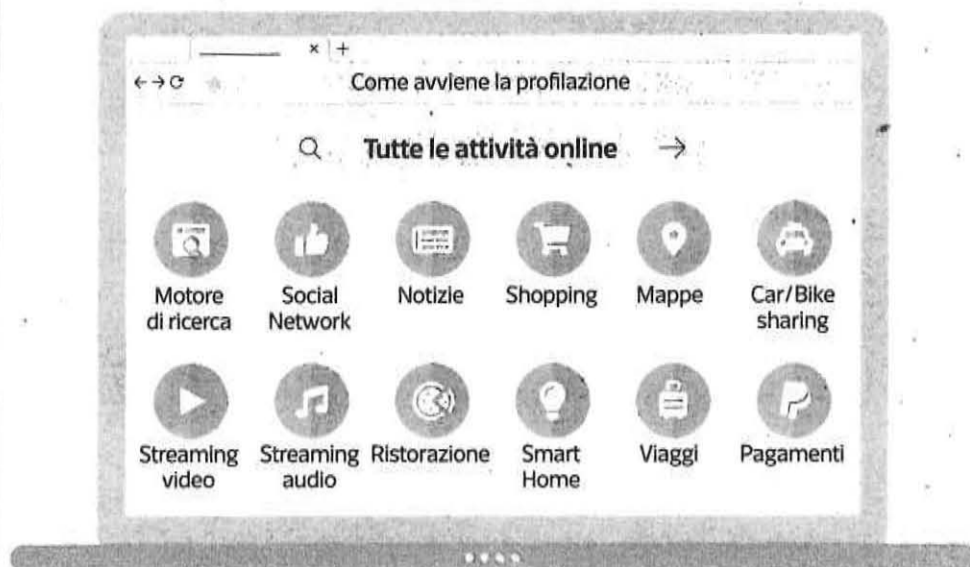 Come avviene la profilazione
Tutte le attività online
Motore di ricerca
Social Network
Notizie
Shopping
Mappe
Car/Bike sharing
Streaming video
Streaming audio
Ristorazione
Smart Home
Viaggi
Pagamenti